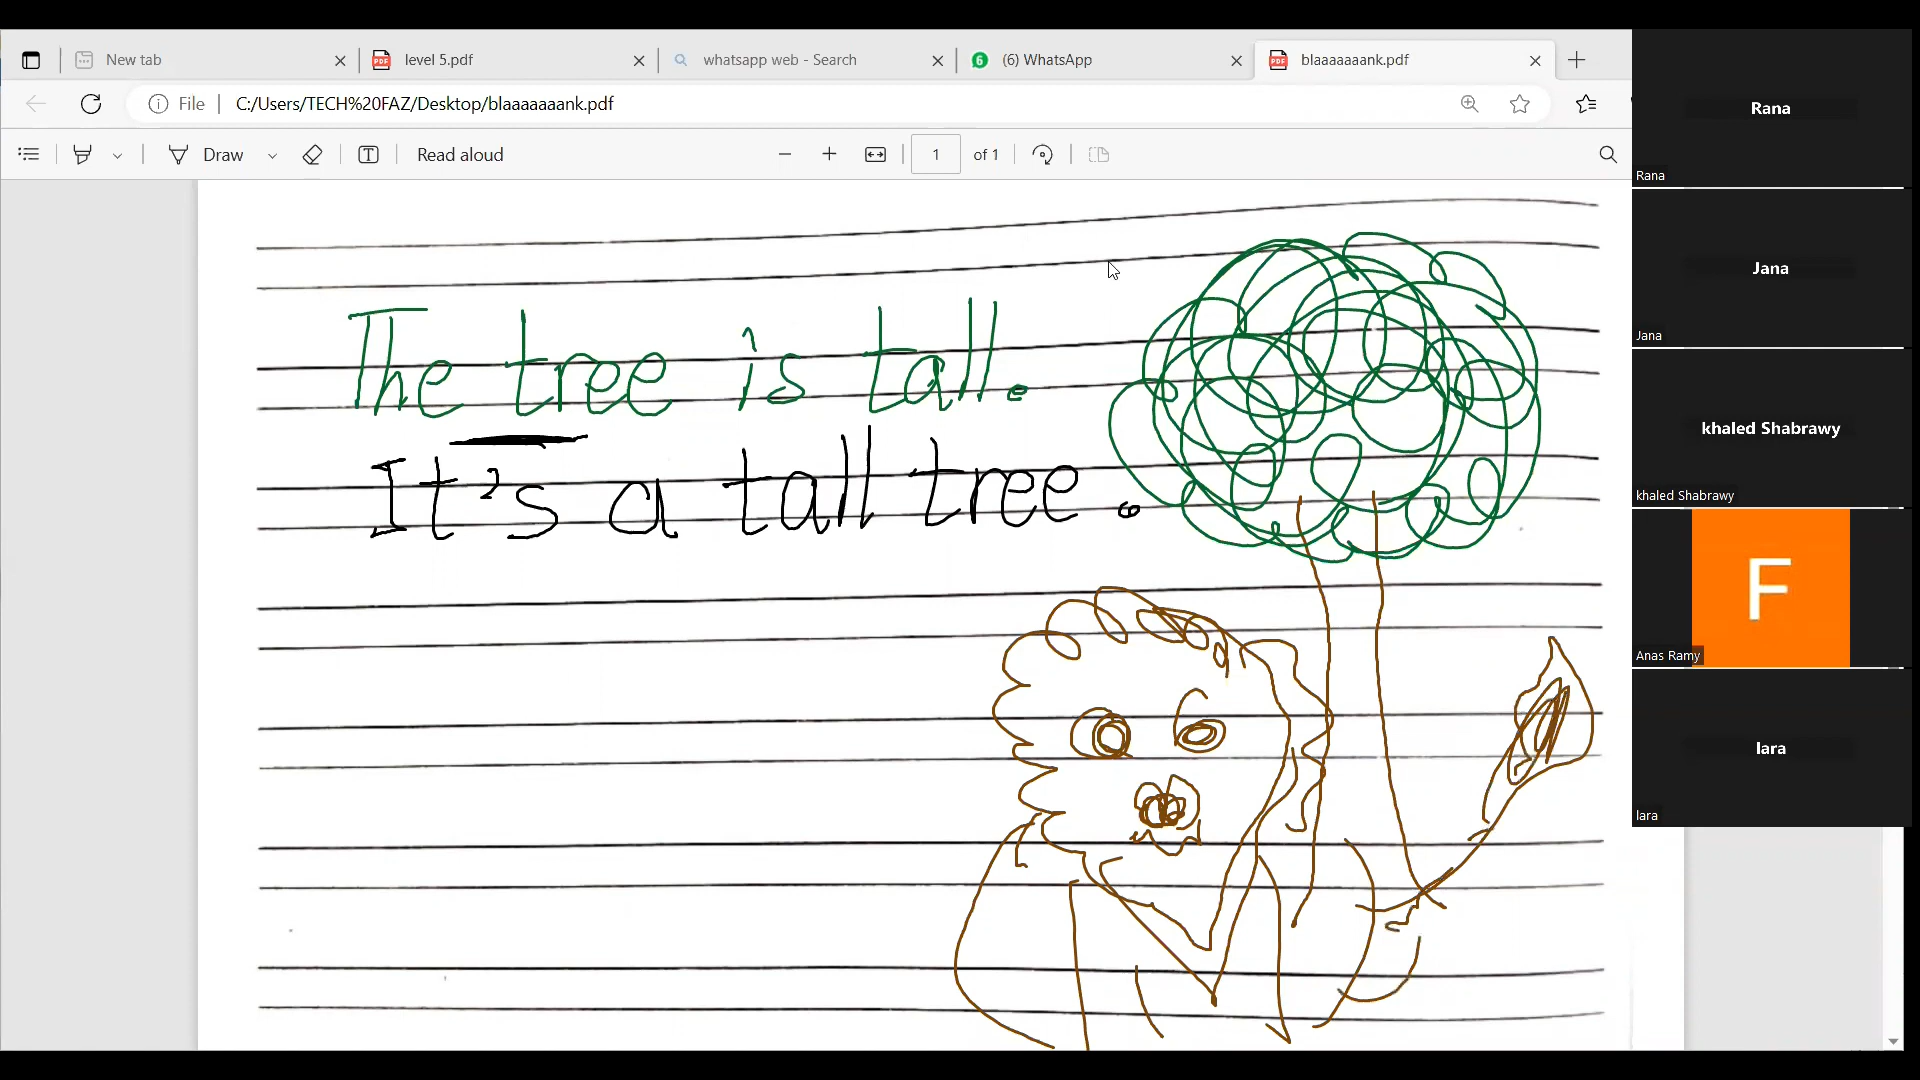 New tab
level 5.pdf
whatsapp web - Search
(6) WhatsApp
blaaaaaaank.pdf
File
C:/Users/TECH%20FAZ/Desktop/blaaaaaaank.pdf
Draw
Read aloud
1 of 1
The tree is tall.
It's a tall tree.
Rana
Rana
Jana
Jana
khaled Shabrawy
khaled Shabrawy
F
Anas Ramy
lara
lara